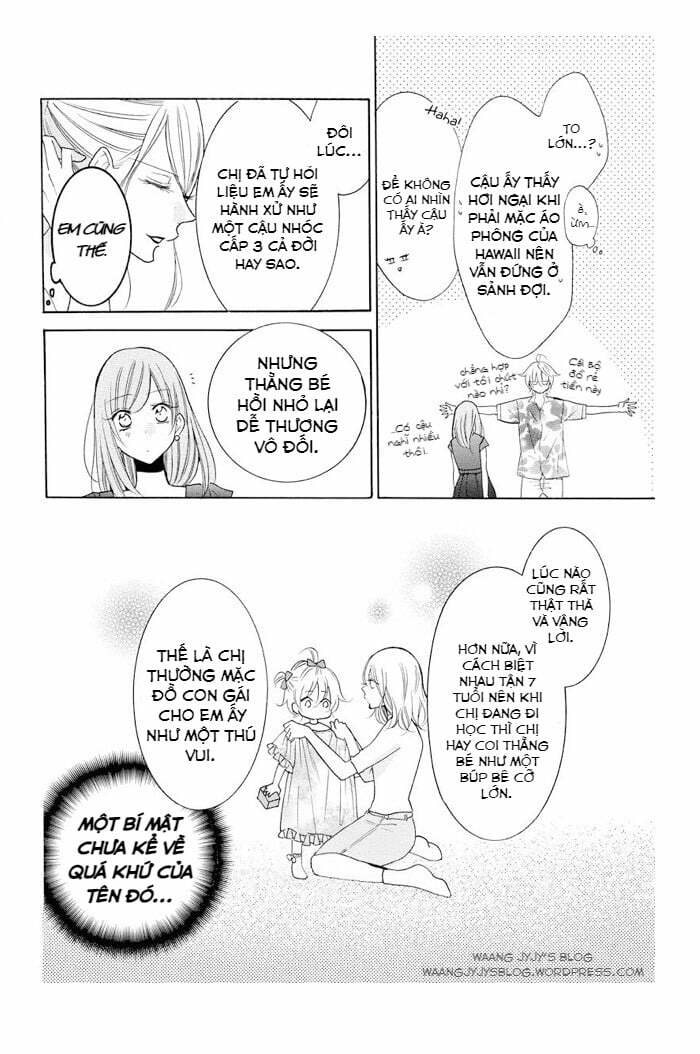 TO
LỚN...?
CẬU ẤY THẤY
HƠI NGẠI KHI
PHẢI MẶC ÁO
PHÔNG CỦA
HAWAII NÊN
VẪN ĐỨNG Ở
SẢNH ĐỢI.
À,
ỪM...
Haha!
ĐỂ KHÔNG
CÓ AI NHÌN
THẤY CẬU
ẤY À?
Cái bộ
đồ rẻ
tiền này
chẳng hợp
với tôi chút
nào nhỉ?
Có cậu
nghĩ nhiều
thôi.
ĐÔI
LÚC...
CHỊ ĐÃ TỰ HỎI
LIỆU EM ẤY SẼ
HÀNH XỬ NHƯ
MỘT CẬU NHÓC
CẤP 3 CẢ ĐỜI
HAY SAO.
EM CŨNG
THẾ.
NHƯNG
THẰNG BÉ
HỒI NHỎ LẠI
DỄ THƯƠNG
VÔ ĐỐI.
LÚC NÀO
CŨNG RẤT
THẬT THÀ
VÀ VÂNG
LỜI.
HƠN NỮA, VÌ
CÁCH BIỆT
NHAU TẬN 7
TUỔI NÊN KHI
CHỊ ĐANG ĐI
HỌC THÌ CHỊ
HAY COI THẰNG
BÉ NHƯ MỘT
BÚP BÊ CỠ
LỚN.
THẾ LÀ CHỊ
THƯỜNG MẶC
ĐỒ CON GÁI
CHO EM ẤY
NHƯ MỘT THÚ
VUI.
MỘT BÍ MẬT
CHƯA KỂ VỀ
QUÁ KHỨ CỦA
TÊN ĐÓ...
WAANG JYJY'S BLOG
WAANGJYJYSBLOG.WORDPRESS.COM